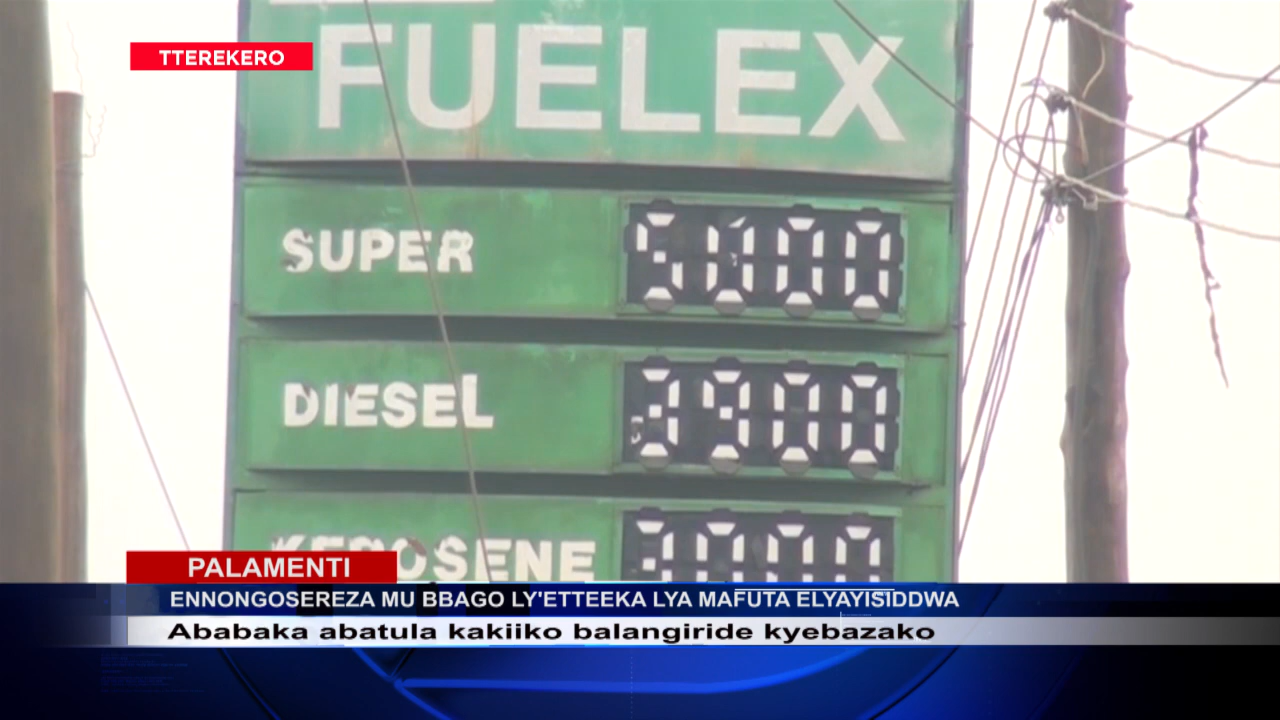 TTEREKERO
FUELEX
SUPER 5000
DIESEL 3900
KEROSENE
PALAMENTI
ENNONGOSEREZA MU BBAGO LY'ETTEEKA LYA MAFUTA ELYAYISIDDWA
Ababaka abatula kakiiko balangiride kyebazako